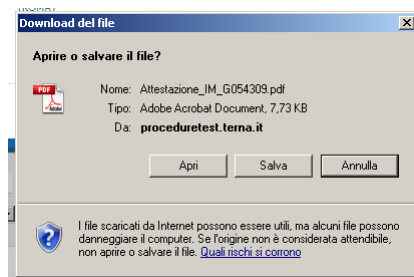 Download del file
Aprire o salvare il file?
Nome: Attestazione_IM_G054309.pdf
Tipo: Adobe Acrobat Document, 7,73 KB
Da: proceduretest.terna.it
Apri Salva Annulla
I file scaricati da Internet possono essere utili, ma alcuni file possono
danneggiare il computer. Se l'origine non è considerata attendibile,
non aprire o salvare il file. Quali rischi si corrono